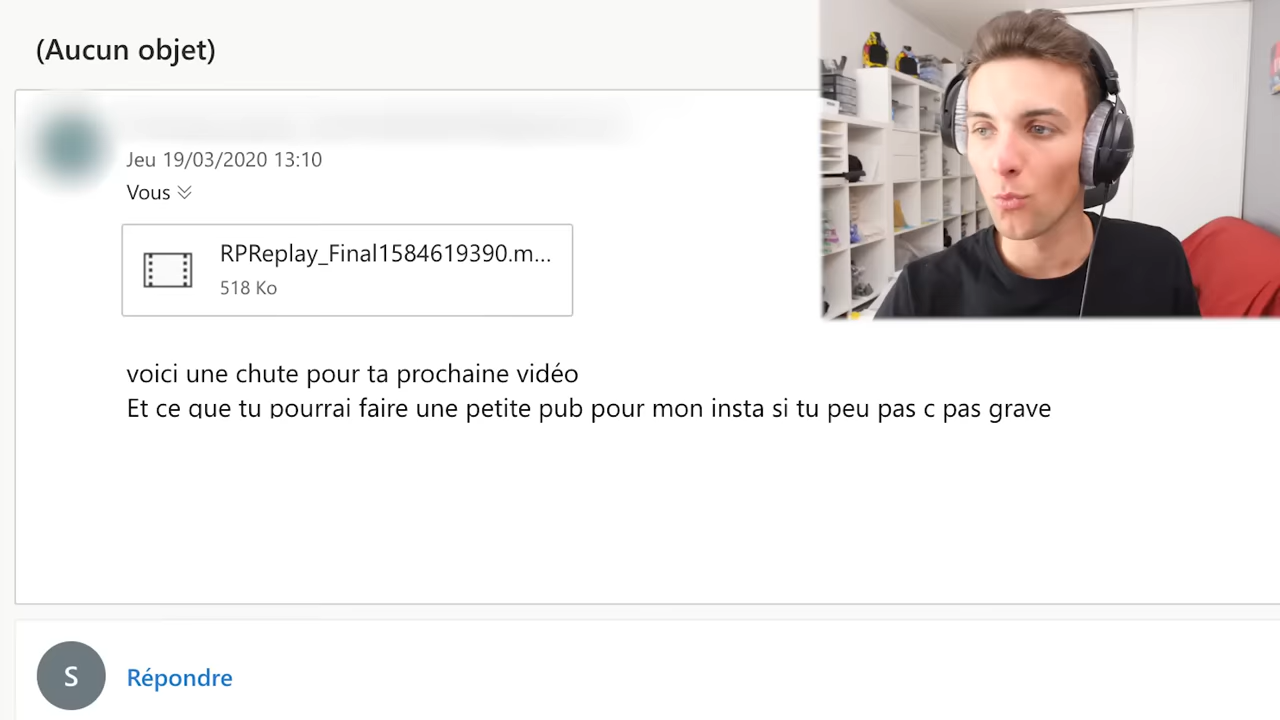 (Aucun objet)
Jeu 19/03/2020 13:10
Vous
RPReplay_Final1584619390.m...
518 Ko
voici une chute pour ta prochaine vidéo
Et ce que tu pourrai faire une petite pub pour mon insta si tu peu pas c pas grave
S
Répondre